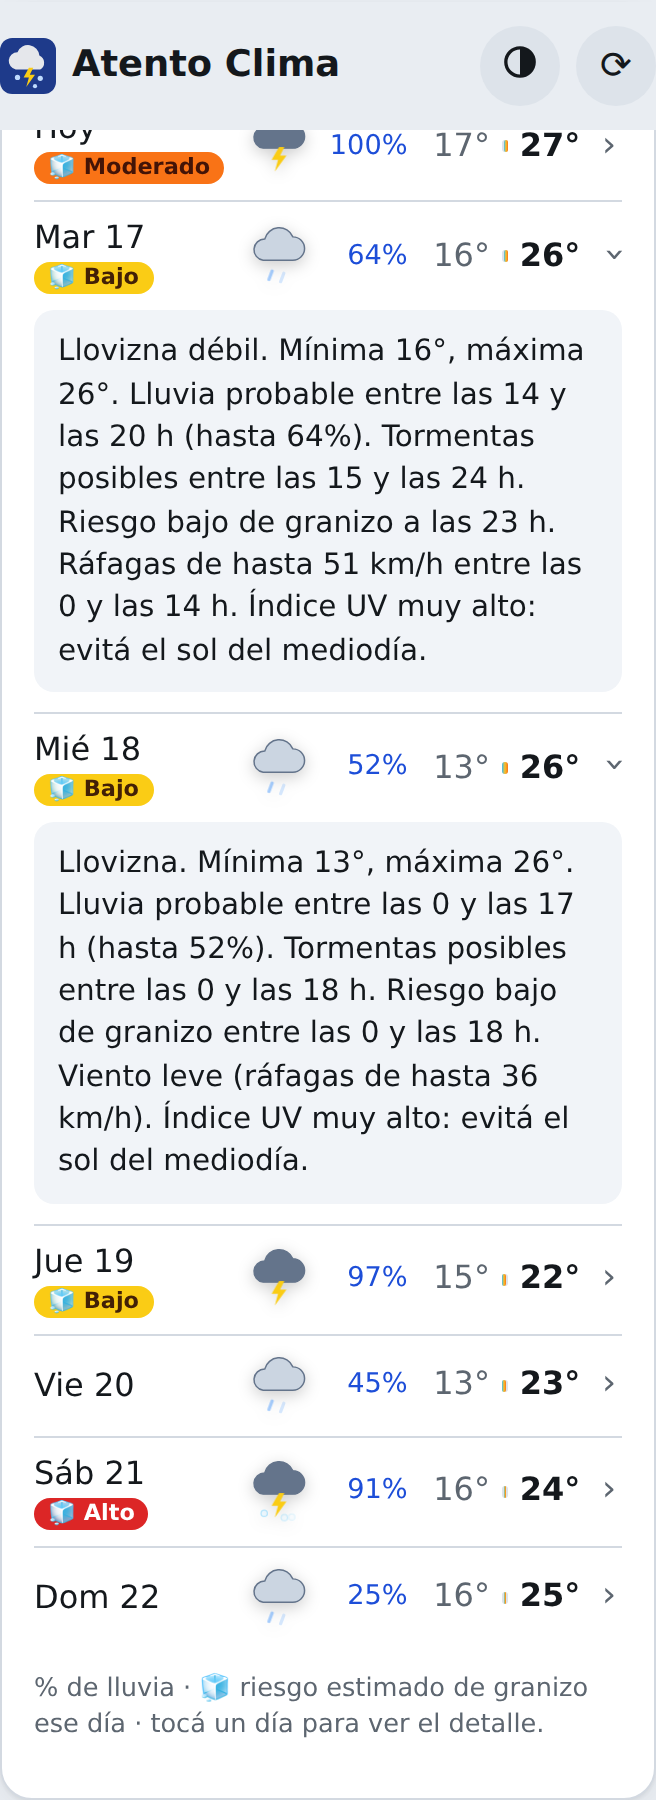 Atento Clima
Hoy 100% 17° 27°
Moderado
Mar 17 64% 16° 26°
Bajo
Llovizna débil. Mínima 16°, máxima
26°. Lluvia probable entre las 14 y
las 20 h (hasta 64%). Tormentas
posibles entre las 15 y las 24 h.
Riesgo bajo de granizo a las 23 h.
Ráfagas de hasta 51 km/h entre las
0 y las 14 h. Índice UV muy alto:
evitá el sol del mediodía.
Mié 18 52% 13° 26°
Bajo
Llovizna. Mínima 13°, máxima 26°.
Lluvia probable entre las 0 y las 17
h (hasta 52%). Tormentas posibles
entre las 0 y las 18 h. Riesgo bajo
de granizo entre las 0 y las 18 h.
Viento leve (ráfagas de hasta 36
km/h). Índice UV muy alto: evitá el
sol del mediodía.
Jue 19 97% 15° 22°
Bajo
Vie 20 45% 13° 23°
Sáb 21 91% 16° 24°
Alto
Dom 22 25% 16° 25°
% de lluvia · 🧊 riesgo estimado de granizo
ese día · tocá un día para ver el detalle.